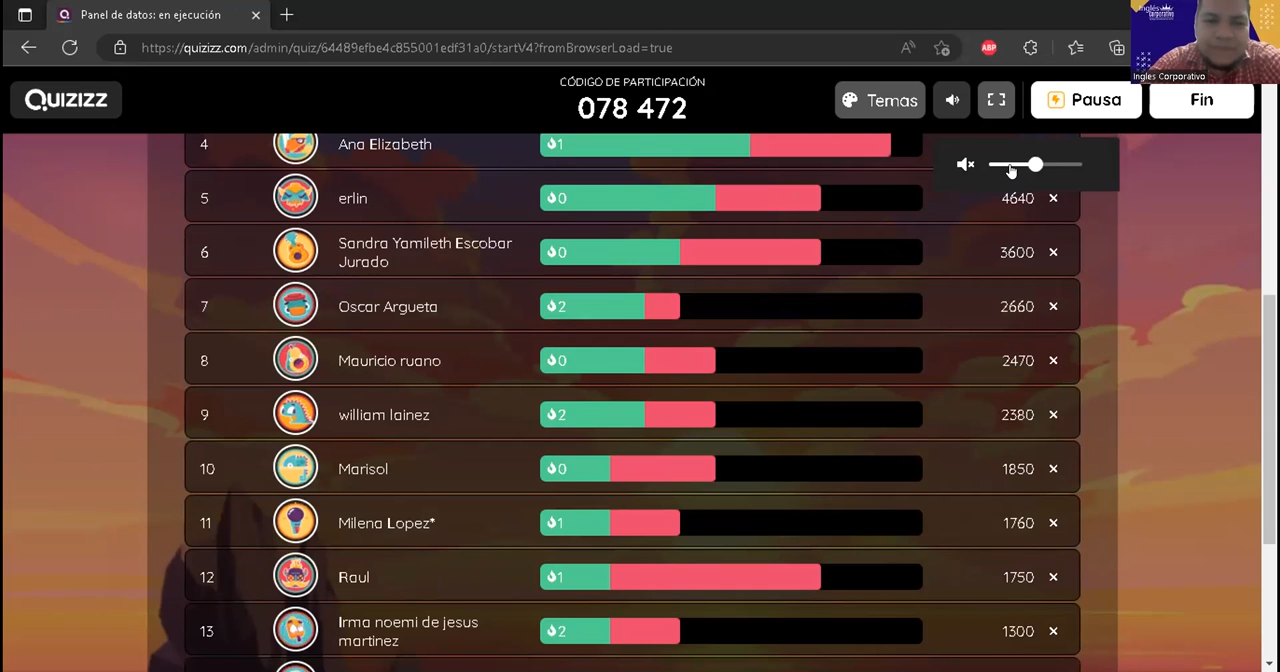 Panel de datos: en ejecución
https://quizizz.com/admin/quiz/64489efbe4c855001edf31a0/startV4?fromBrowserLoad=true
ABP
Inglés Corporativo
Ingles Corporativo
QUIZIZZ
CÓDIGO DE PARTICIPACIÓN
078 472
Temas
Pausa
Fin
4 Ana Elizabeth 1
5 erlin 0 4640
6 Sandra Yamileth Escobar Jurado 0 3600
7 Oscar Argueta 2 2660
8 Mauricio ruano 0 2470
9 william lainez 2 2380
10 Marisol 0 1850
11 Milena Lopez* 1 1760
12 Raul 1 1750
13 Irma noemi de jesus martinez 2 1300